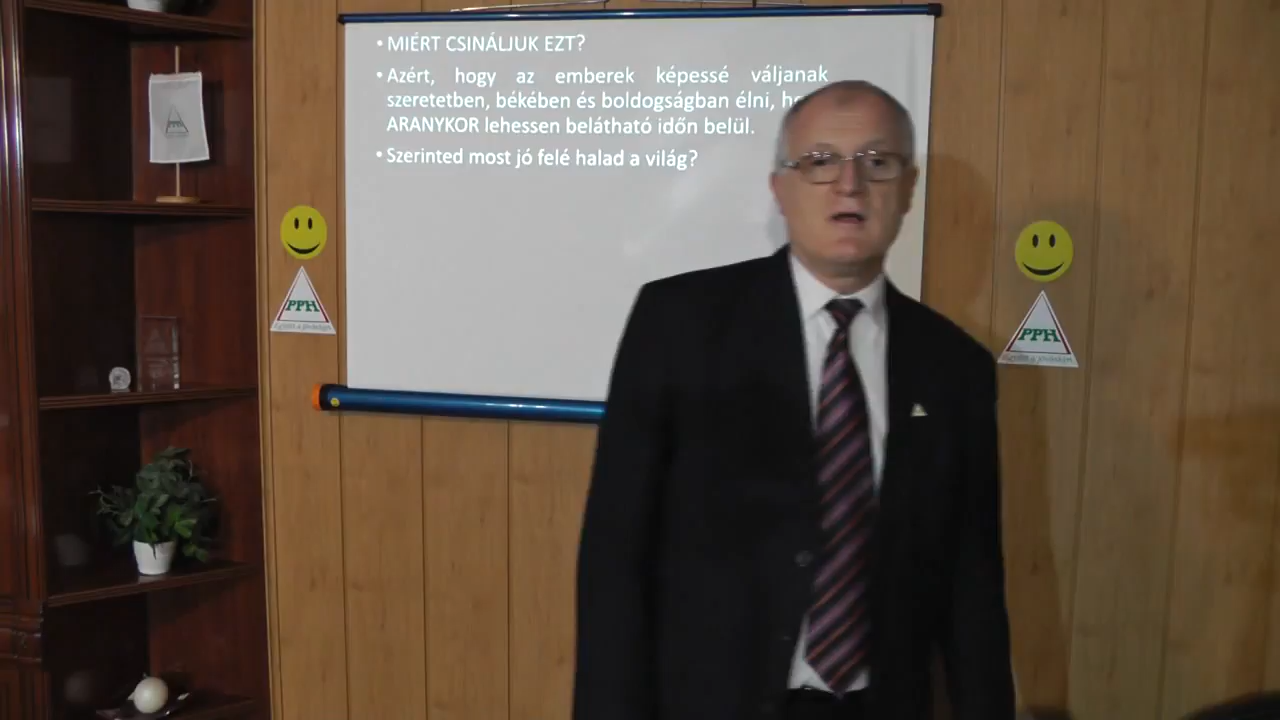 • MIÉRT CSINÁLJUK EZT?
• Azért, hogy az emberek képessé váljanak
szeretetben, békében és boldogságban élni,
ARANYKOR lehessen belátható időn belül.
• Szerinted most jó felé halad a világ?
PPH
PPH